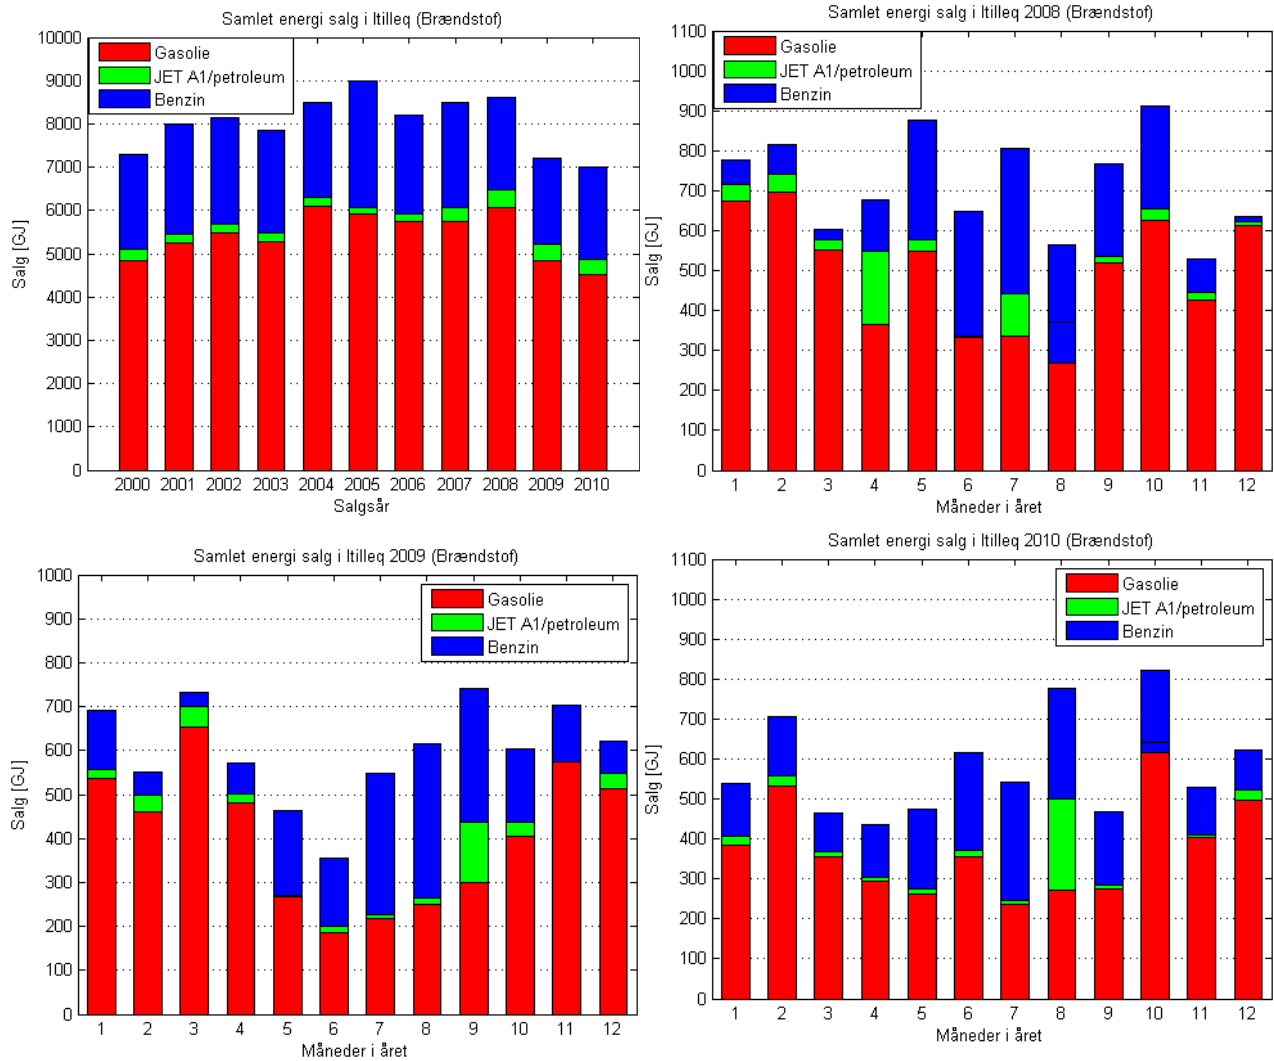 Samlet energi salg i Itilleq (Brændstof)
10000
9000
8000
7000
6000
5000
4000
3000
2000
1000
0
Salg [GJ]
Gasolie
JET A1/petroleum
Benzin
2000 2001 2002 2003 2004 2005 2006 2007 2008 2009 2010
Salgsår
Samlet energi salg i Itilleq 2008 (Brændstof)
1100
1000
900
800
700
600
500
400
300
200
100
0
Salg [GJ]
Gasolie
JET A1/petroleum
Benzin
1 2 3 4 5 6 7 8 9 10 11 12
Måneder i året
Samlet energi salg i Itilleq 2009 (Brændstof)
1000
900
800
700
600
500
400
300
200
100
0
Salg [GJ]
Gasolie
JET A1/petroleum
Benzin
1 2 3 4 5 6 7 8 9 10 11 12
Måneder i året
Samlet energi salg i Itilleq 2010 (Brændstof)
1100
1000
900
800
700
600
500
400
300
200
100
0
Salg [GJ]
Gasolie
JET A1/petroleum
Benzin
1 2 3 4 5 6 7 8 9 10 11 12
Måneder i året